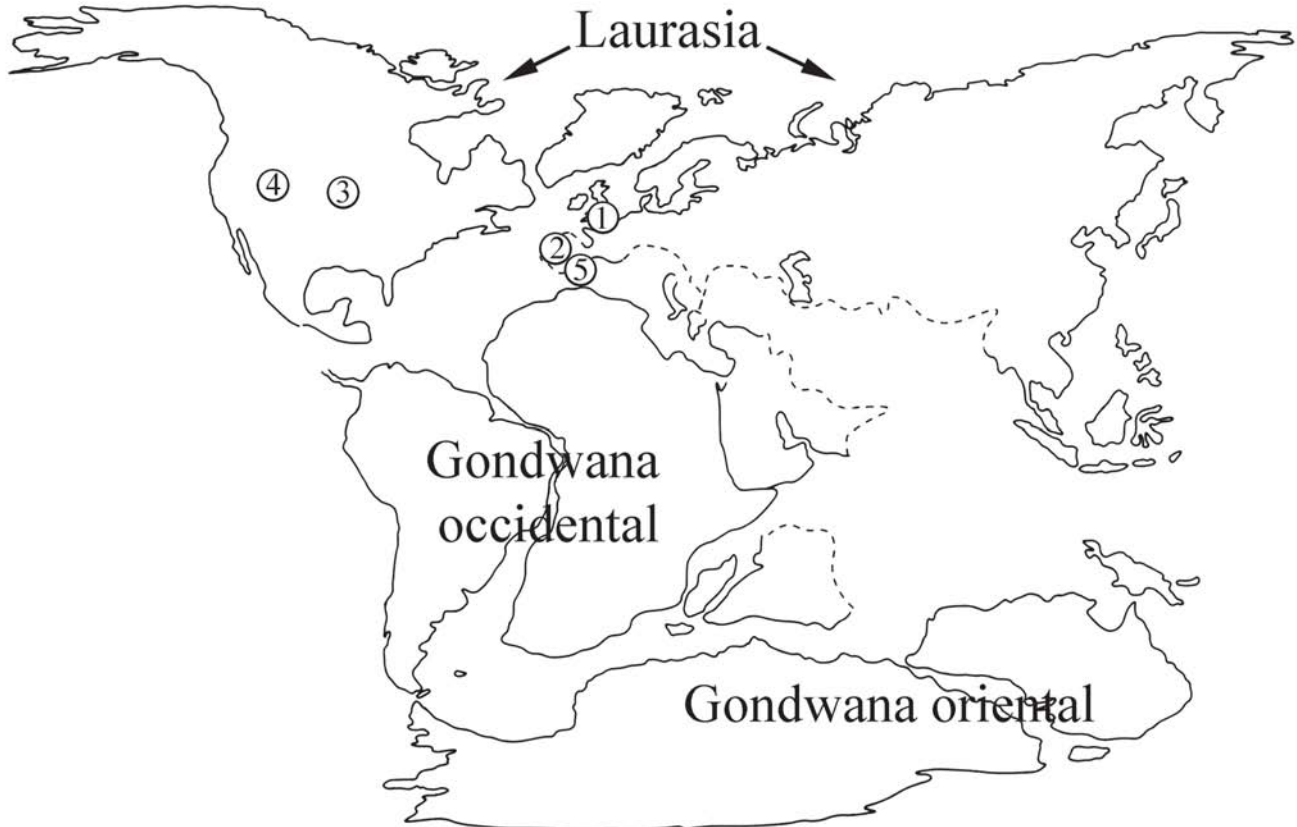 Laurasia
④ ③
①
②
⑤
Gondwana
occidental
Gondwana oriental